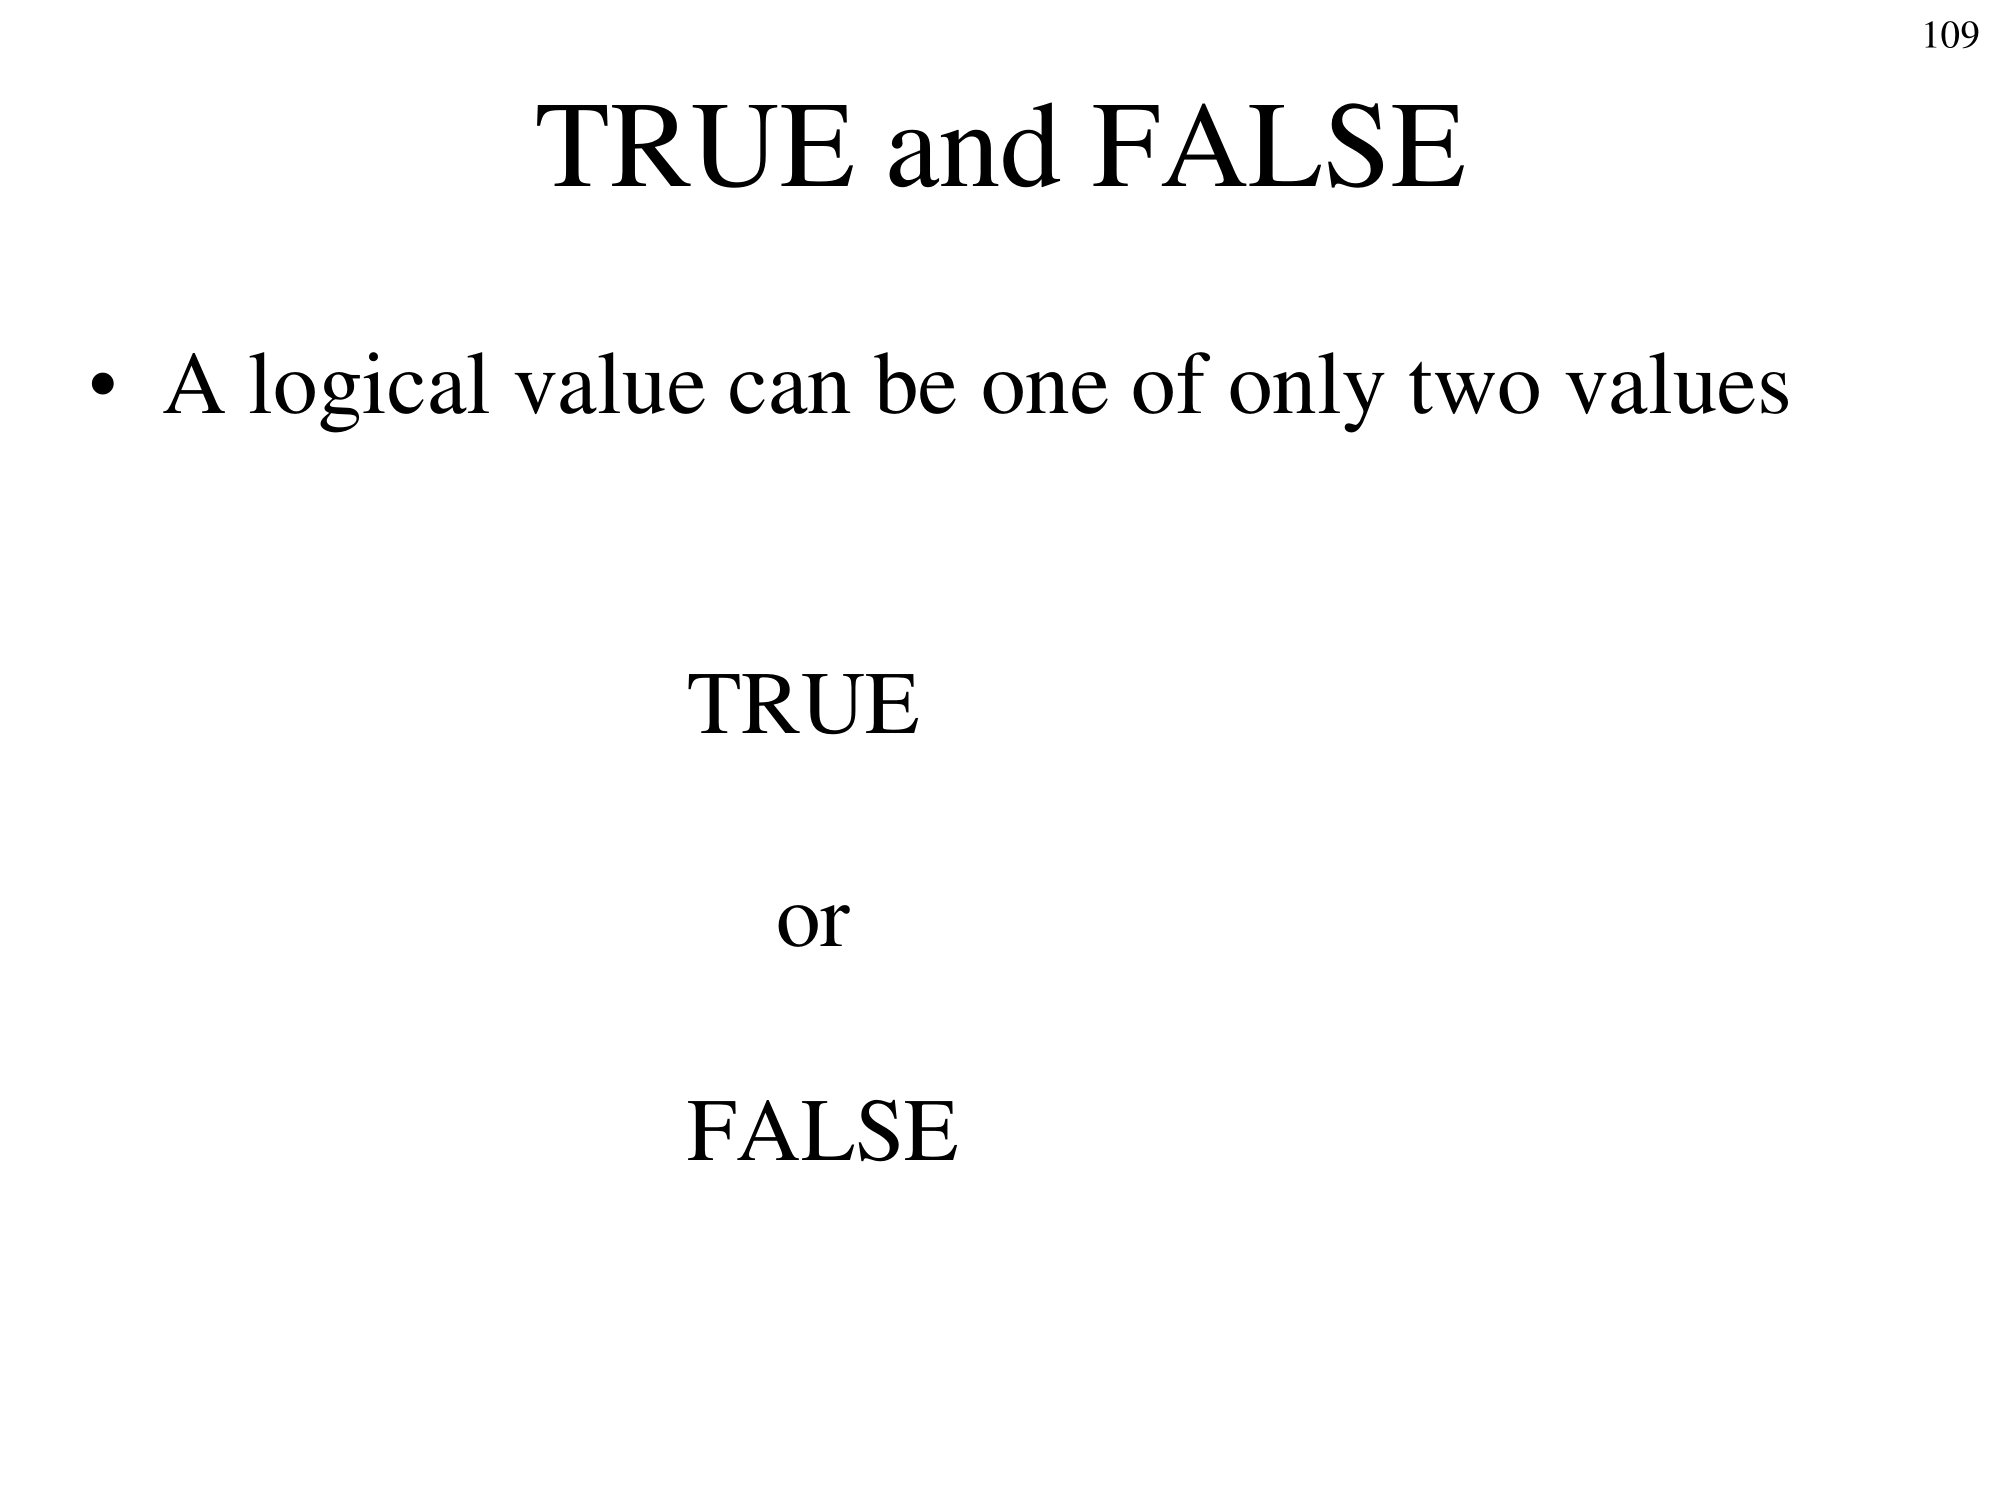 109
TRUE and FALSE
• A logical value can be one of only two values
TRUE
or
FALSE